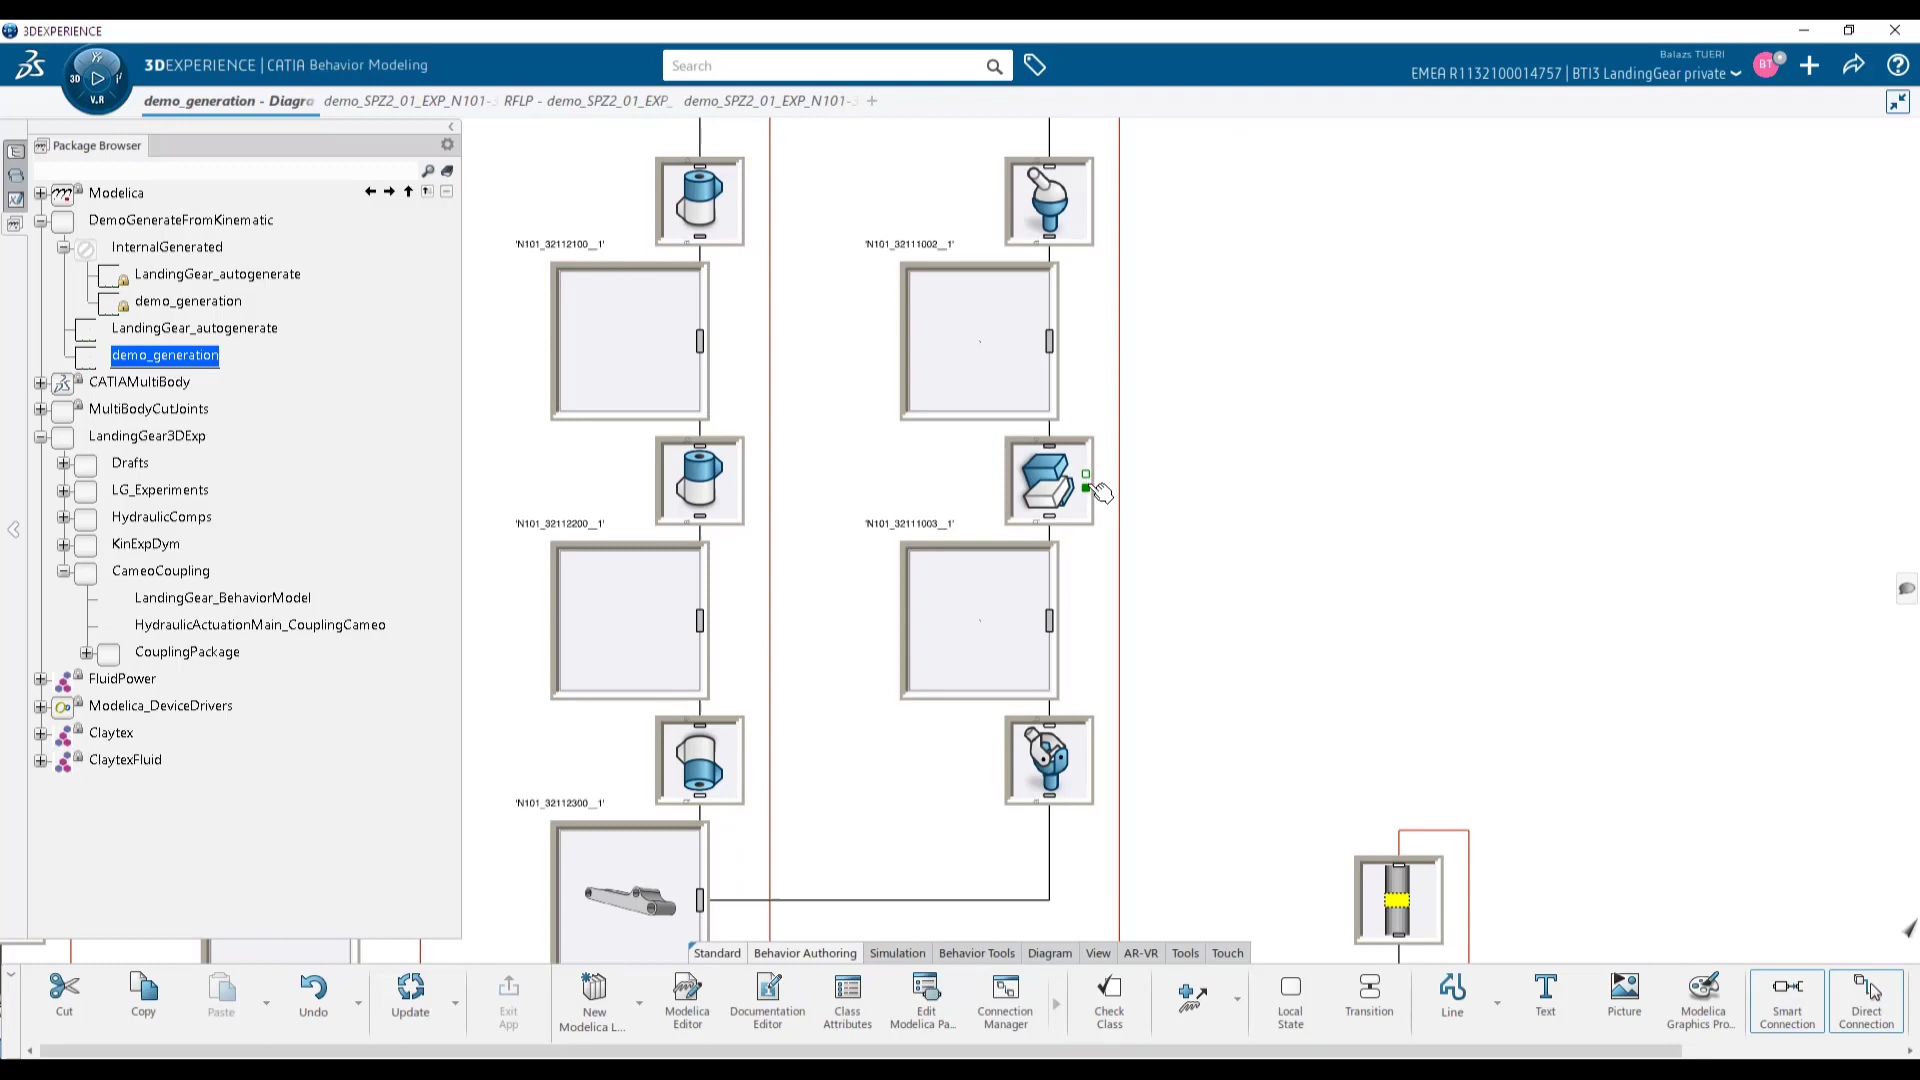 3DEXPERIENCE
3DEXPERIENCE | CATIA Behavior Modeling
Search
Balazs TUERI
EMEA R1132100014757 | BTI3 LandingGear private
BT
3D
V.R
demo_generation - Diagra
demo_SPZ2_01_EXP_N101-
RFLP - demo_SPZ2_01_EXP_
demo_SPZ2_01_EXP_N101-
Package Browser
Modelica
DemoGenerateFromKinematic
InternalGenerated
LandingGear_autogenerate
demo_generation
LandingGear_autogenerate
demo_generation
CATIAMultiBody
MultiBodyCutJoints
LandingGear3DExp
Drafts
LG_Experiments
HydraulicComps
KinExpDym
CameoCoupling
LandingGear_BehaviorModel
HydraulicActuationMain_CouplingCameo
CouplingPackage
FluidPower
Modelica_DeviceDrivers
Claytex
ClaytexFluid
'N101_32112100__1'
'N101_32111002__1'
'N101_32112200__1'
'N101_32111003__1'
'N101_32112300__1'
Standard
Behavior Authoring
Simulation
Behavior Tools
Diagram
View
AR-VR
Tools
Touch
Cut
Copy
Paste
Undo
Update
Exit App
New Modelica L...
Modelica Editor
Documentation Editor
Class Attributes
Edit Modelica Pa...
Connection Manager
Check Class
Local State
Transition
Line
Text
Picture
Modelica Graphics Pro...
Smart Connection
Direct Connection